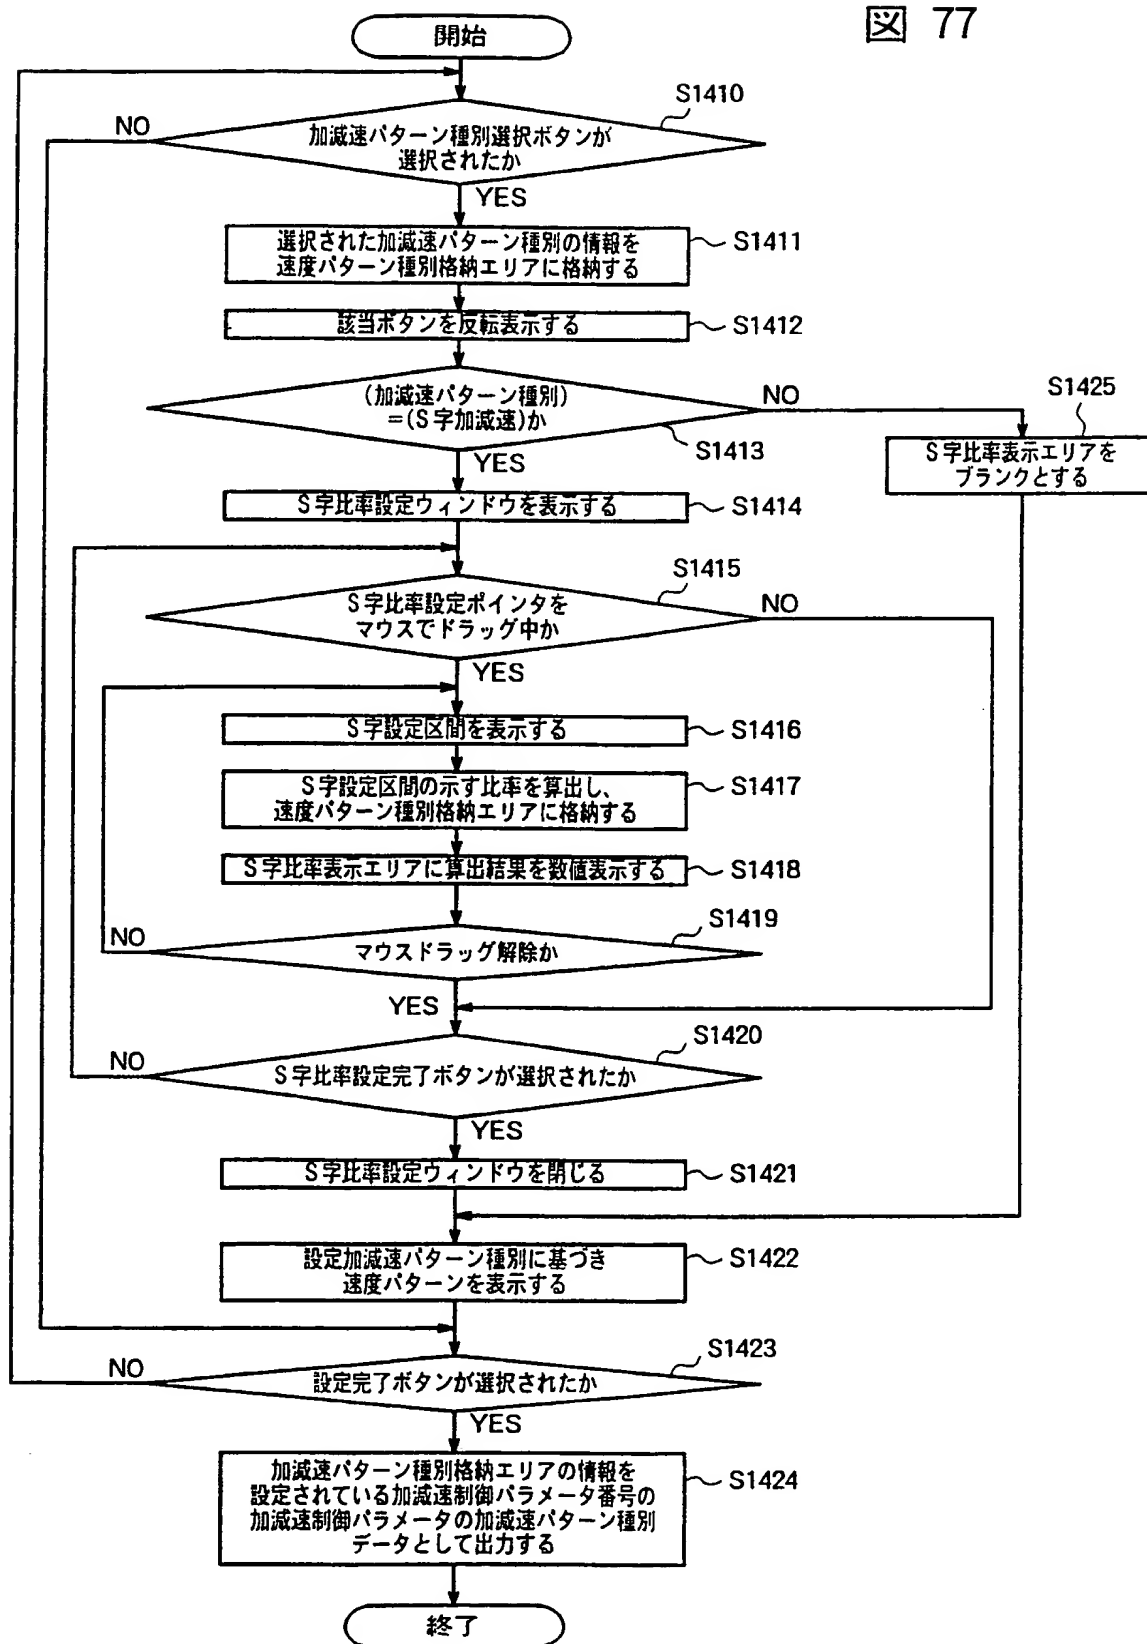 図 77
開始
S1410
NO
加減速パターン種別選択ボタンが
選択されたか
YES
選択された加減速パターン種別の情報を
速度パターン種別格納エリアに格納する
S1411
該当ボタンを反転表示する
S1412
(加減速パターン種別)
=(S字加減速)か
NO
S1413
YES
S1425
S字比率表示エリアを
ブランクとする
S字比率設定ウィンドウを表示する
S1414
S1415
S字比率設定ポインタを
マウスでドラッグ中か
NO
YES
S字設定区間を表示する
S1416
S字設定区間の示す比率を算出し、
速度パターン種別格納エリアに格納する
S1417
S字比率表示エリアに算出結果を数値表示する
S1418
S1419
NO
マウスドラッグ解除か
YES
S1420
NO
S字比率設定完了ボタンが選択されたか
YES
S字比率設定ウィンドウを閉じる
S1421
設定加減速パターン種別に基づき
速度パターンを表示する
S1422
S1423
NO
設定完了ボタンが選択されたか
YES
加減速パターン種別格納エリアの情報を
設定されている加減速制御パラメータ番号の
加減速制御パラメータの加減速パターン種別
データとして出力する
S1424
終了